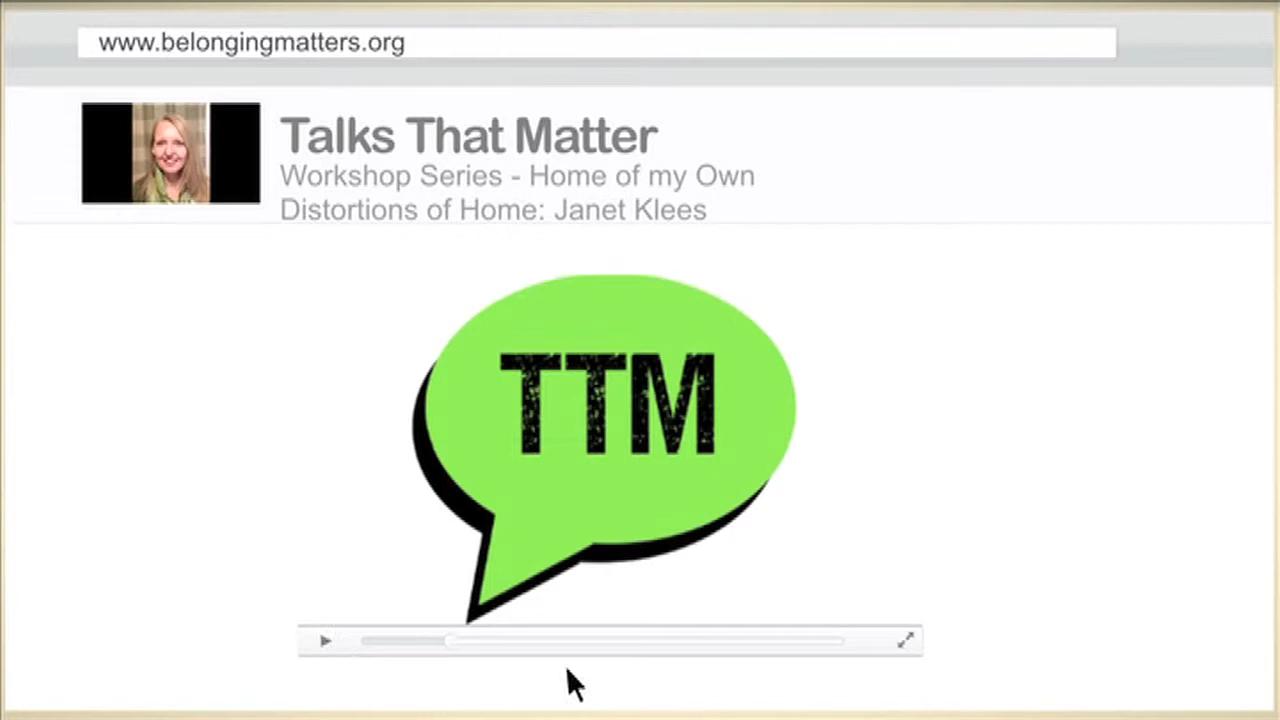 www.belongingmatters.org
Talks That Matter
Workshop Series - Home of my Own
Distortions of Home: Janet Klees
TTM